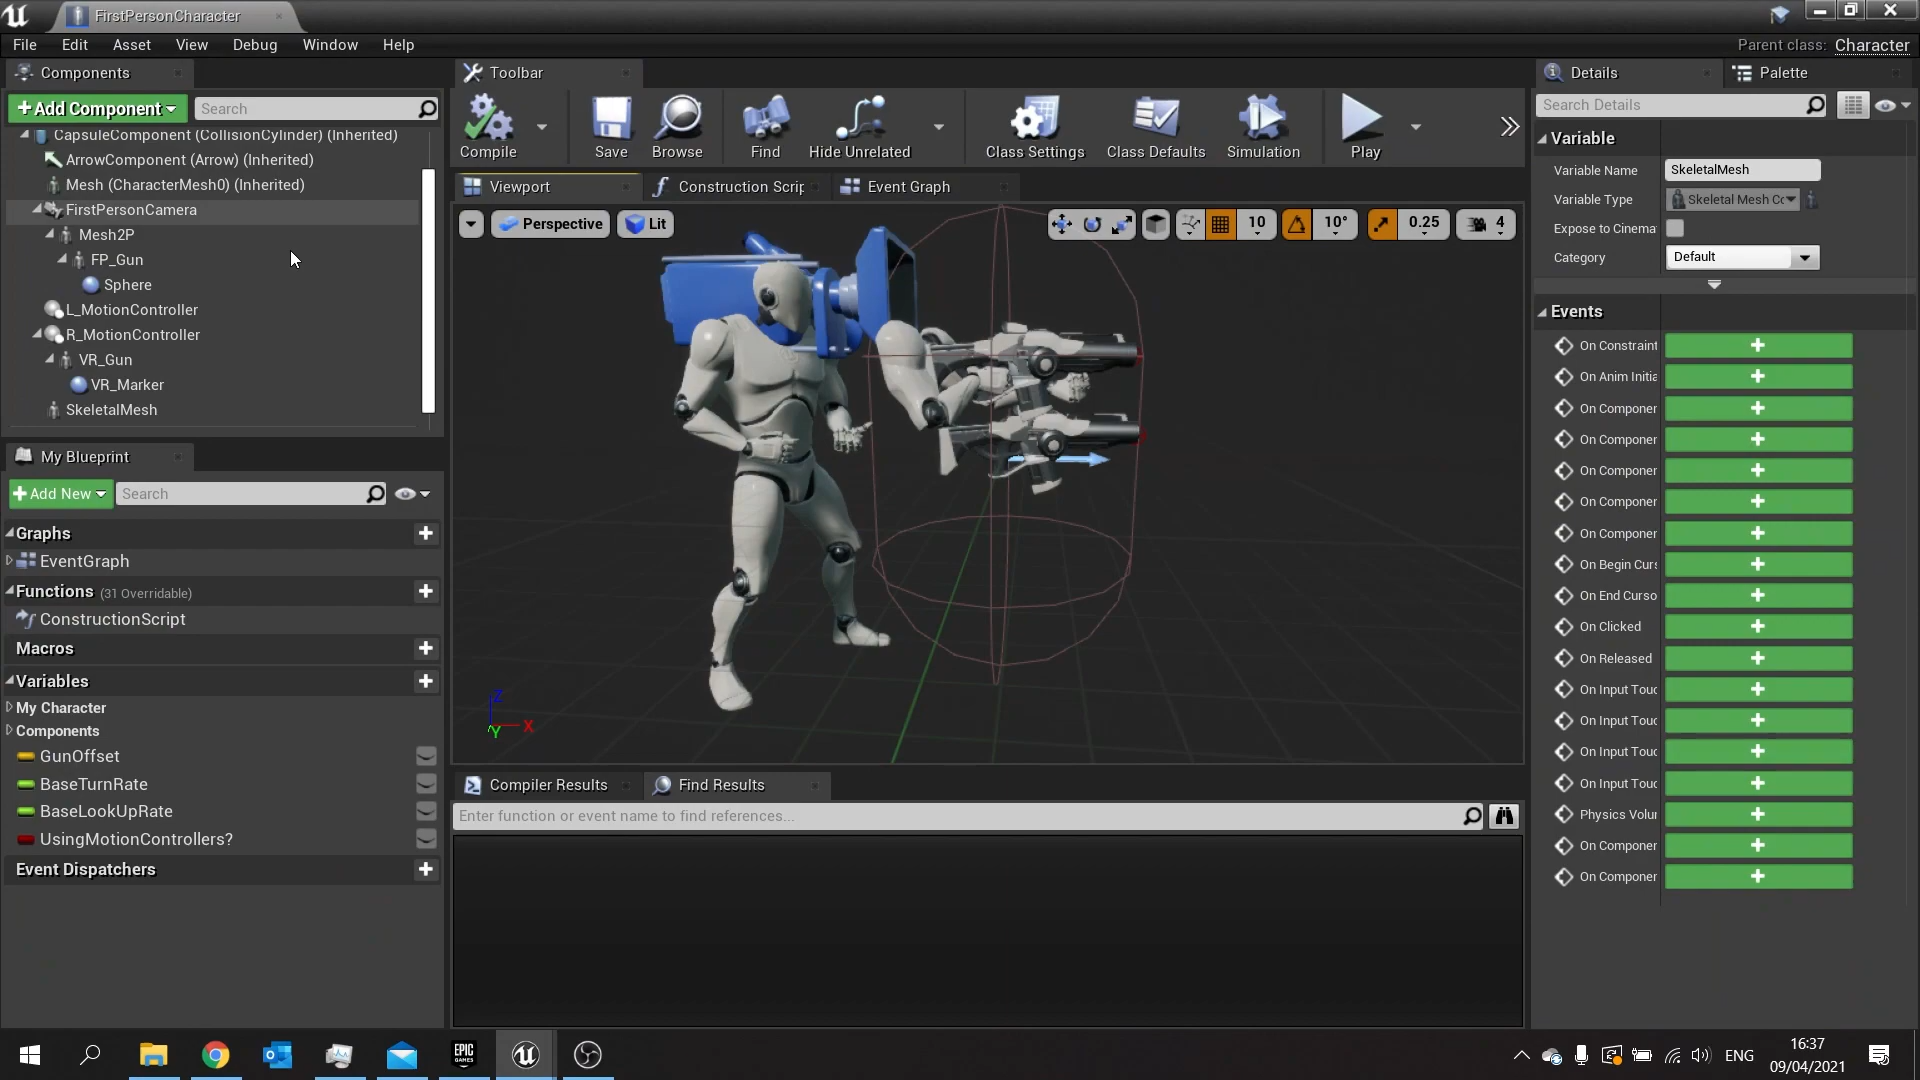 FirstPersonCharacter
File Edit Asset View Debug Window Help
Parent class: Character
Components
Toolbar
Details
Palette
Add Component
Search
Search Details
CapsuleComponent (CollisionCylinder) (Inherited)
ArrowComponent (Arrow) (Inherited)
Mesh (CharacterMesh0) (Inherited)
FirstPersonCamera
Mesh2P
FP_Gun
Sphere
L_MotionController
R_MotionController
VR_Gun
VR_Marker
SkeletalMesh
Compile
Save
Browse
Find
Hide Unrelated
Class Settings
Class Defaults
Simulation
Play
Viewport
Construction Scrip
Event Graph
Perspective
Lit
10
10°
0.25
4
Z
X
Y
Variable
Variable Name SkeletalMesh
Variable Type Skeletal Mesh Cc
Expose to Cinema
Category Default
Events
On Constraint
On Anim Initia
On Componer
On Componer
On Componer
On Componer
On Componer
On Begin Curs
On End Curso
On Clicked
On Released
On Input Touc
On Input Touc
On Input Touc
On Input Touc
Physics Volur
On Componer
On Componer
My Blueprint
Add New
Search
Graphs
EventGraph
Functions (31 Overridable)
ConstructionScript
Macros
Variables
My Character
Components
GunOffset
BaseTurnRate
BaseLookUpRate
UsingMotionControllers?
Event Dispatchers
Compiler Results
Find Results
Enter function or event name to find references...
EPIC
GAMES
ENG
16:37
09/04/2021